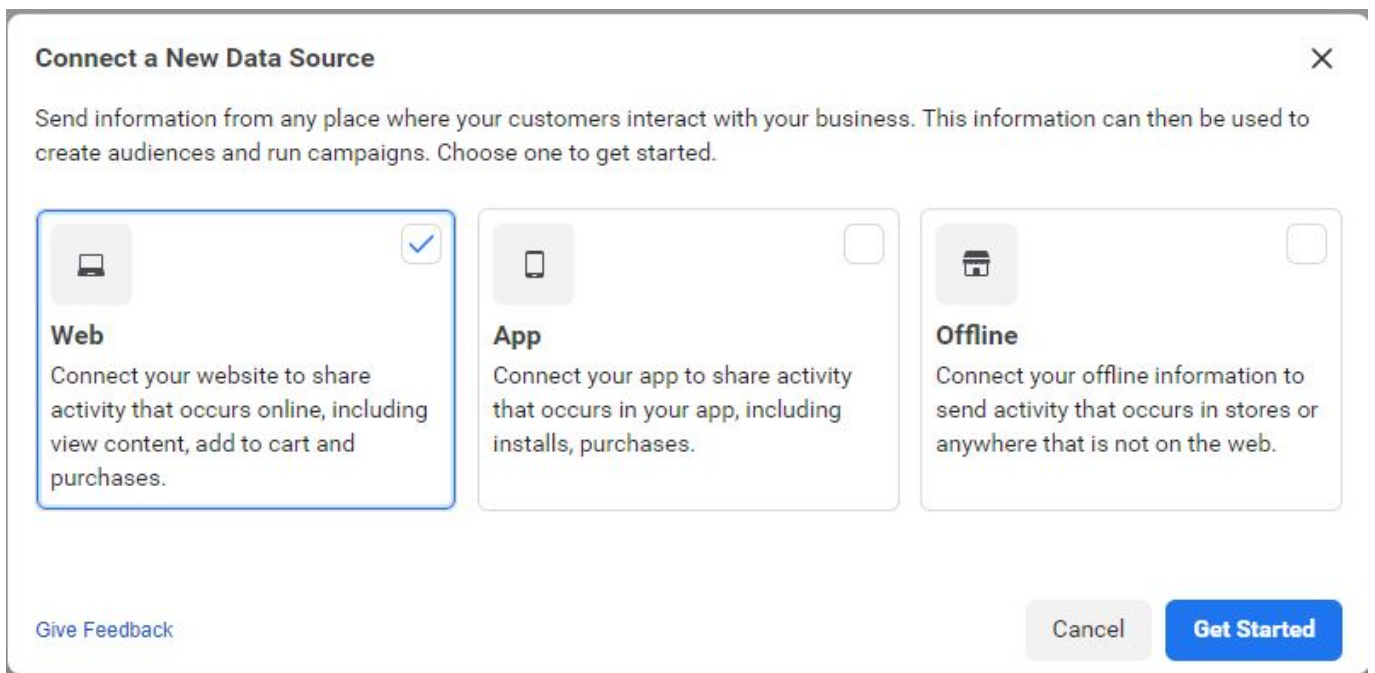 Connect a New Data Source
Send information from any place where your customers interact with your business. This information can then be used to
create audiences and run campaigns. Choose one to get started.
Web
Connect your website to share
activity that occurs online, including
view content, add to cart and
purchases.
App
Connect your app to share activity
that occurs in your app, including
installs, purchases.
Offline
Connect your offline information to
send activity that occurs in stores or
anywhere that is not on the web.
Give Feedback
Cancel
Get Started